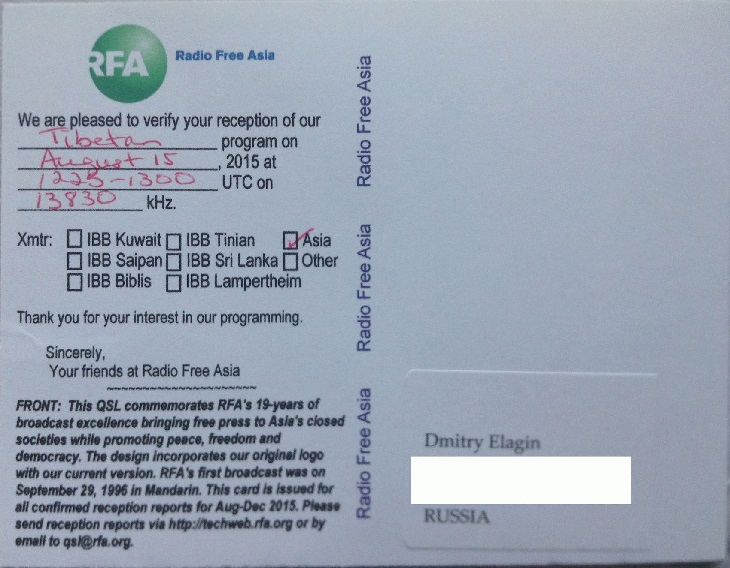 RFA
Radio Free Asia
We are pleased to verify your reception of our
Tibetan program on
August 15, 2015 at
1225-1300 UTC on
13830 kHz.
Xmtr: IBB Kuwait IBB Tinian Asia
IBB Saipan IBB Sri Lanka Other
IBB Biblis IBB Lampertheim
Thank you for your interest in our programming.
Sincerely,
Your friends at Radio Free Asia
~~~~~~~~~~~~~~~~~~~~
FRONT: This QSL commemorates RFA's 19-years of
broadcast excellence bringing free press to Asia's closed
societies while promoting peace, freedom and
democracy. The design incorporates our original logo
with our current version. RFA's first broadcast was on
September 29, 1996 in Mandarin. This card is issued for
all confirmed reception reports for Aug-Dec 2015. Please
send reception reports via http://techweb.rfa.org or by
email to qsl@rfa.org.
Radio Free Asia
Radio Free Asia
Radio Free Asia
Dmitry Elagin
RUSSIA